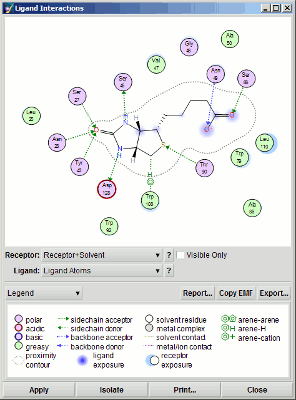 Ligand Interactions
Ala
50
Gly
48
Val
47
Asn
49
Ser
45
Ser
27
Leu
25
Asn
23
Tyr
43
Asp
128
Trp
108
Thr
90
Trp
79
Leu
110
Trp
92
Ala
86
H
N
O
S
Receptor: Receptor+Solvent ? Visible Only
Ligand: Ligand Atoms ?
Legend Report... Copy EMF Export...
polar sidechain acceptor solvent residue arene-arene
acidic sidechain donor metal complex arene-H
basic backbone acceptor solvent contact arene-cation
greasy backbone donor metal/ion contact
proximity contour ligand exposure receptor exposure
Apply Isolate Print... Close